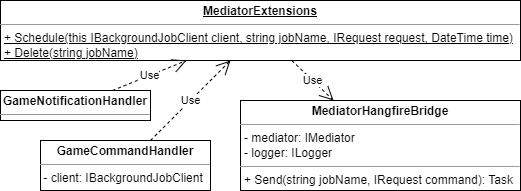 MediatorExtensions
+ Schedule(this IBackgroundJobClient client, string jobName, IRequest request, DateTime time)
+ Delete(string jobName)
Use
Use
Use
GameNotificationHandler
MediatorHangfireBridge
- mediator: IMediator
- logger: ILogger
+ Send(string jobName, IRequest command): Task
GameCommandHandler
- client: IBackgroundJobClient